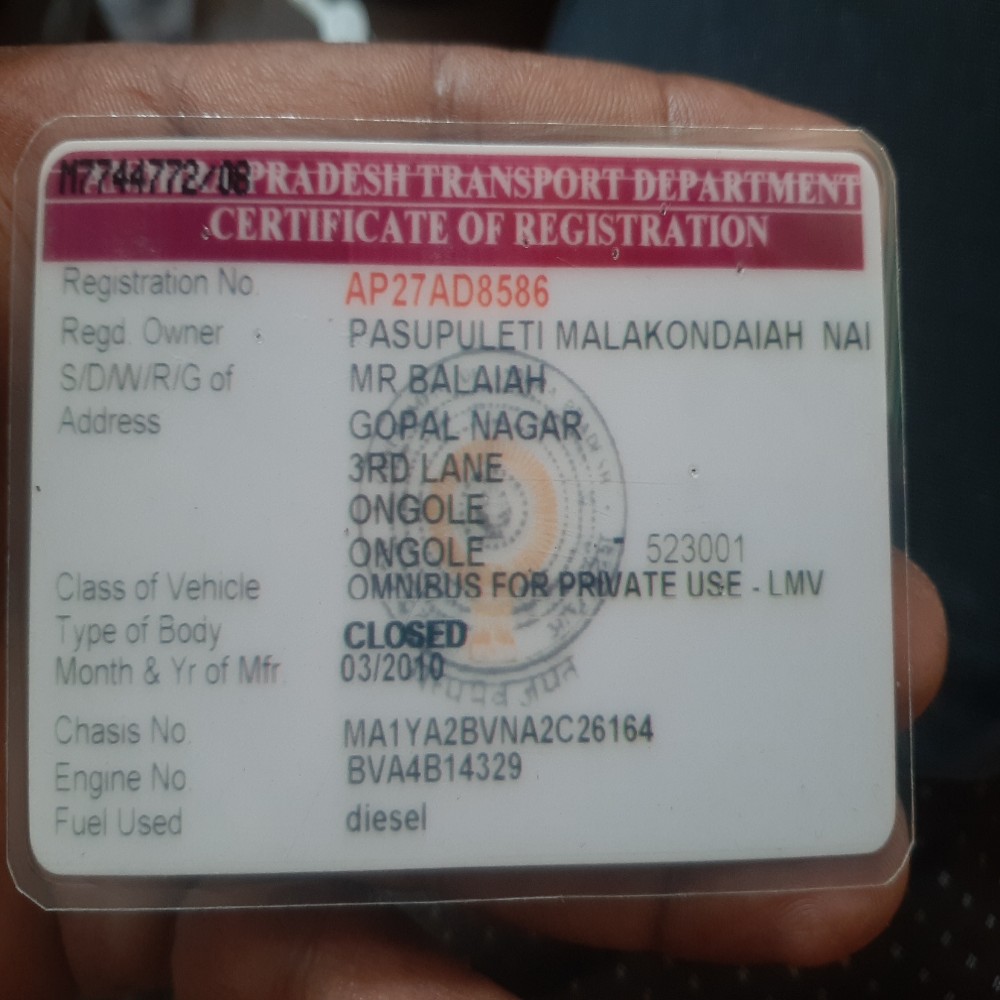 M7744772/08 PRADESH TRANSPORT DEPARTMENT
CERTIFICATE OF REGISTRATION
Registration No. AP27AD8586
Regd. Owner PASUPULETI MALAKONDAIAH NAI
S/D/W/R/G of MR BALAIAH
Address GOPAL NAGAR
3RD LANE
ONGOLE
ONGOLE - 523001
Class of Vehicle OMNIBUS FOR PRIVATE USE - LMV
Type of Body CLOSED
Month & Yr of Mfr. 03/2010
Chasis No. MA1YA2BVNA2C26164
Engine No. BVA4B14329
Fuel Used diesel